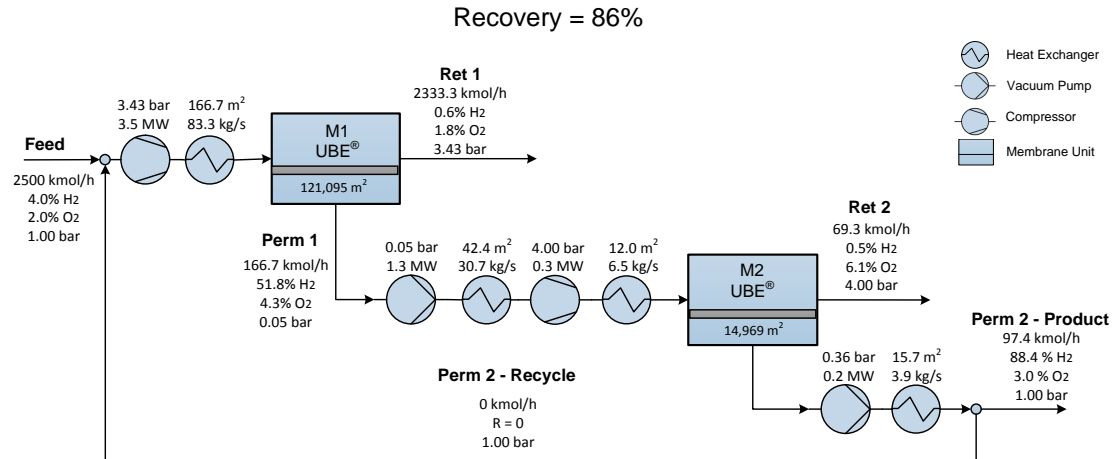 Recovery = 86%
Heat Exchanger
Vacuum Pump
Compressor
Membrane Unit
Feed
2500 kmol/h
4.0% H2
2.0% O2
1.00 bar
3.43 bar
3.5 MW
166.7 m2
83.3 kg/s
M1
UBE®
121,095 m2
Ret 1
2333.3 kmol/h
0.6% H2
1.8% O2
3.43 bar
Perm 1
166.7 kmol/h
51.8% H2
4.3% O2
0.05 bar
0.05 bar
1.3 MW
42.4 m2
30.7 kg/s
4.00 bar
0.3 MW
12.0 m2
6.5 kg/s
M2
UBE®
14,969 m2
Ret 2
69.3 kmol/h
0.5% H2
6.1% O2
4.00 bar
0.36 bar
0.2 MW
15.7 m2
3.9 kg/s
Perm 2 - Product
97.4 kmol/h
88.4 % H2
3.0 % O2
1.00 bar
Perm 2 - Recycle
0 kmol/h
R = 0
1.00 bar